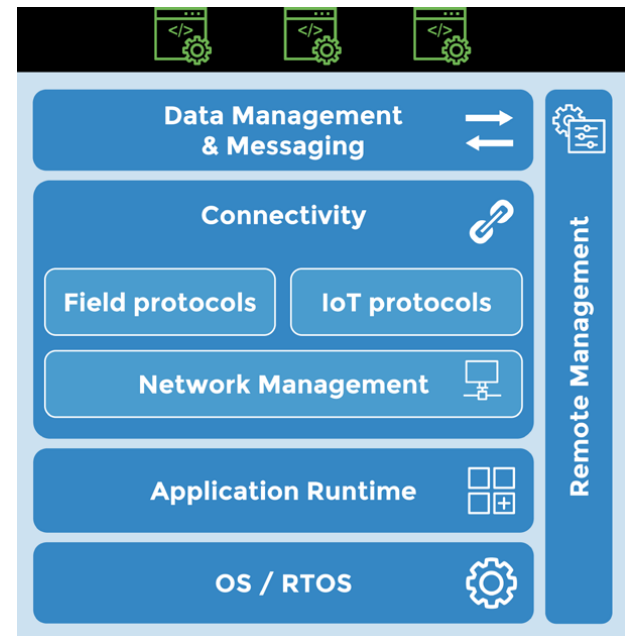 </>
</>
</>
Data Management
& Messaging
Connectivity
Field protocols
IoT protocols
Network Management
Application Runtime
OS / RTOS
Remote Management